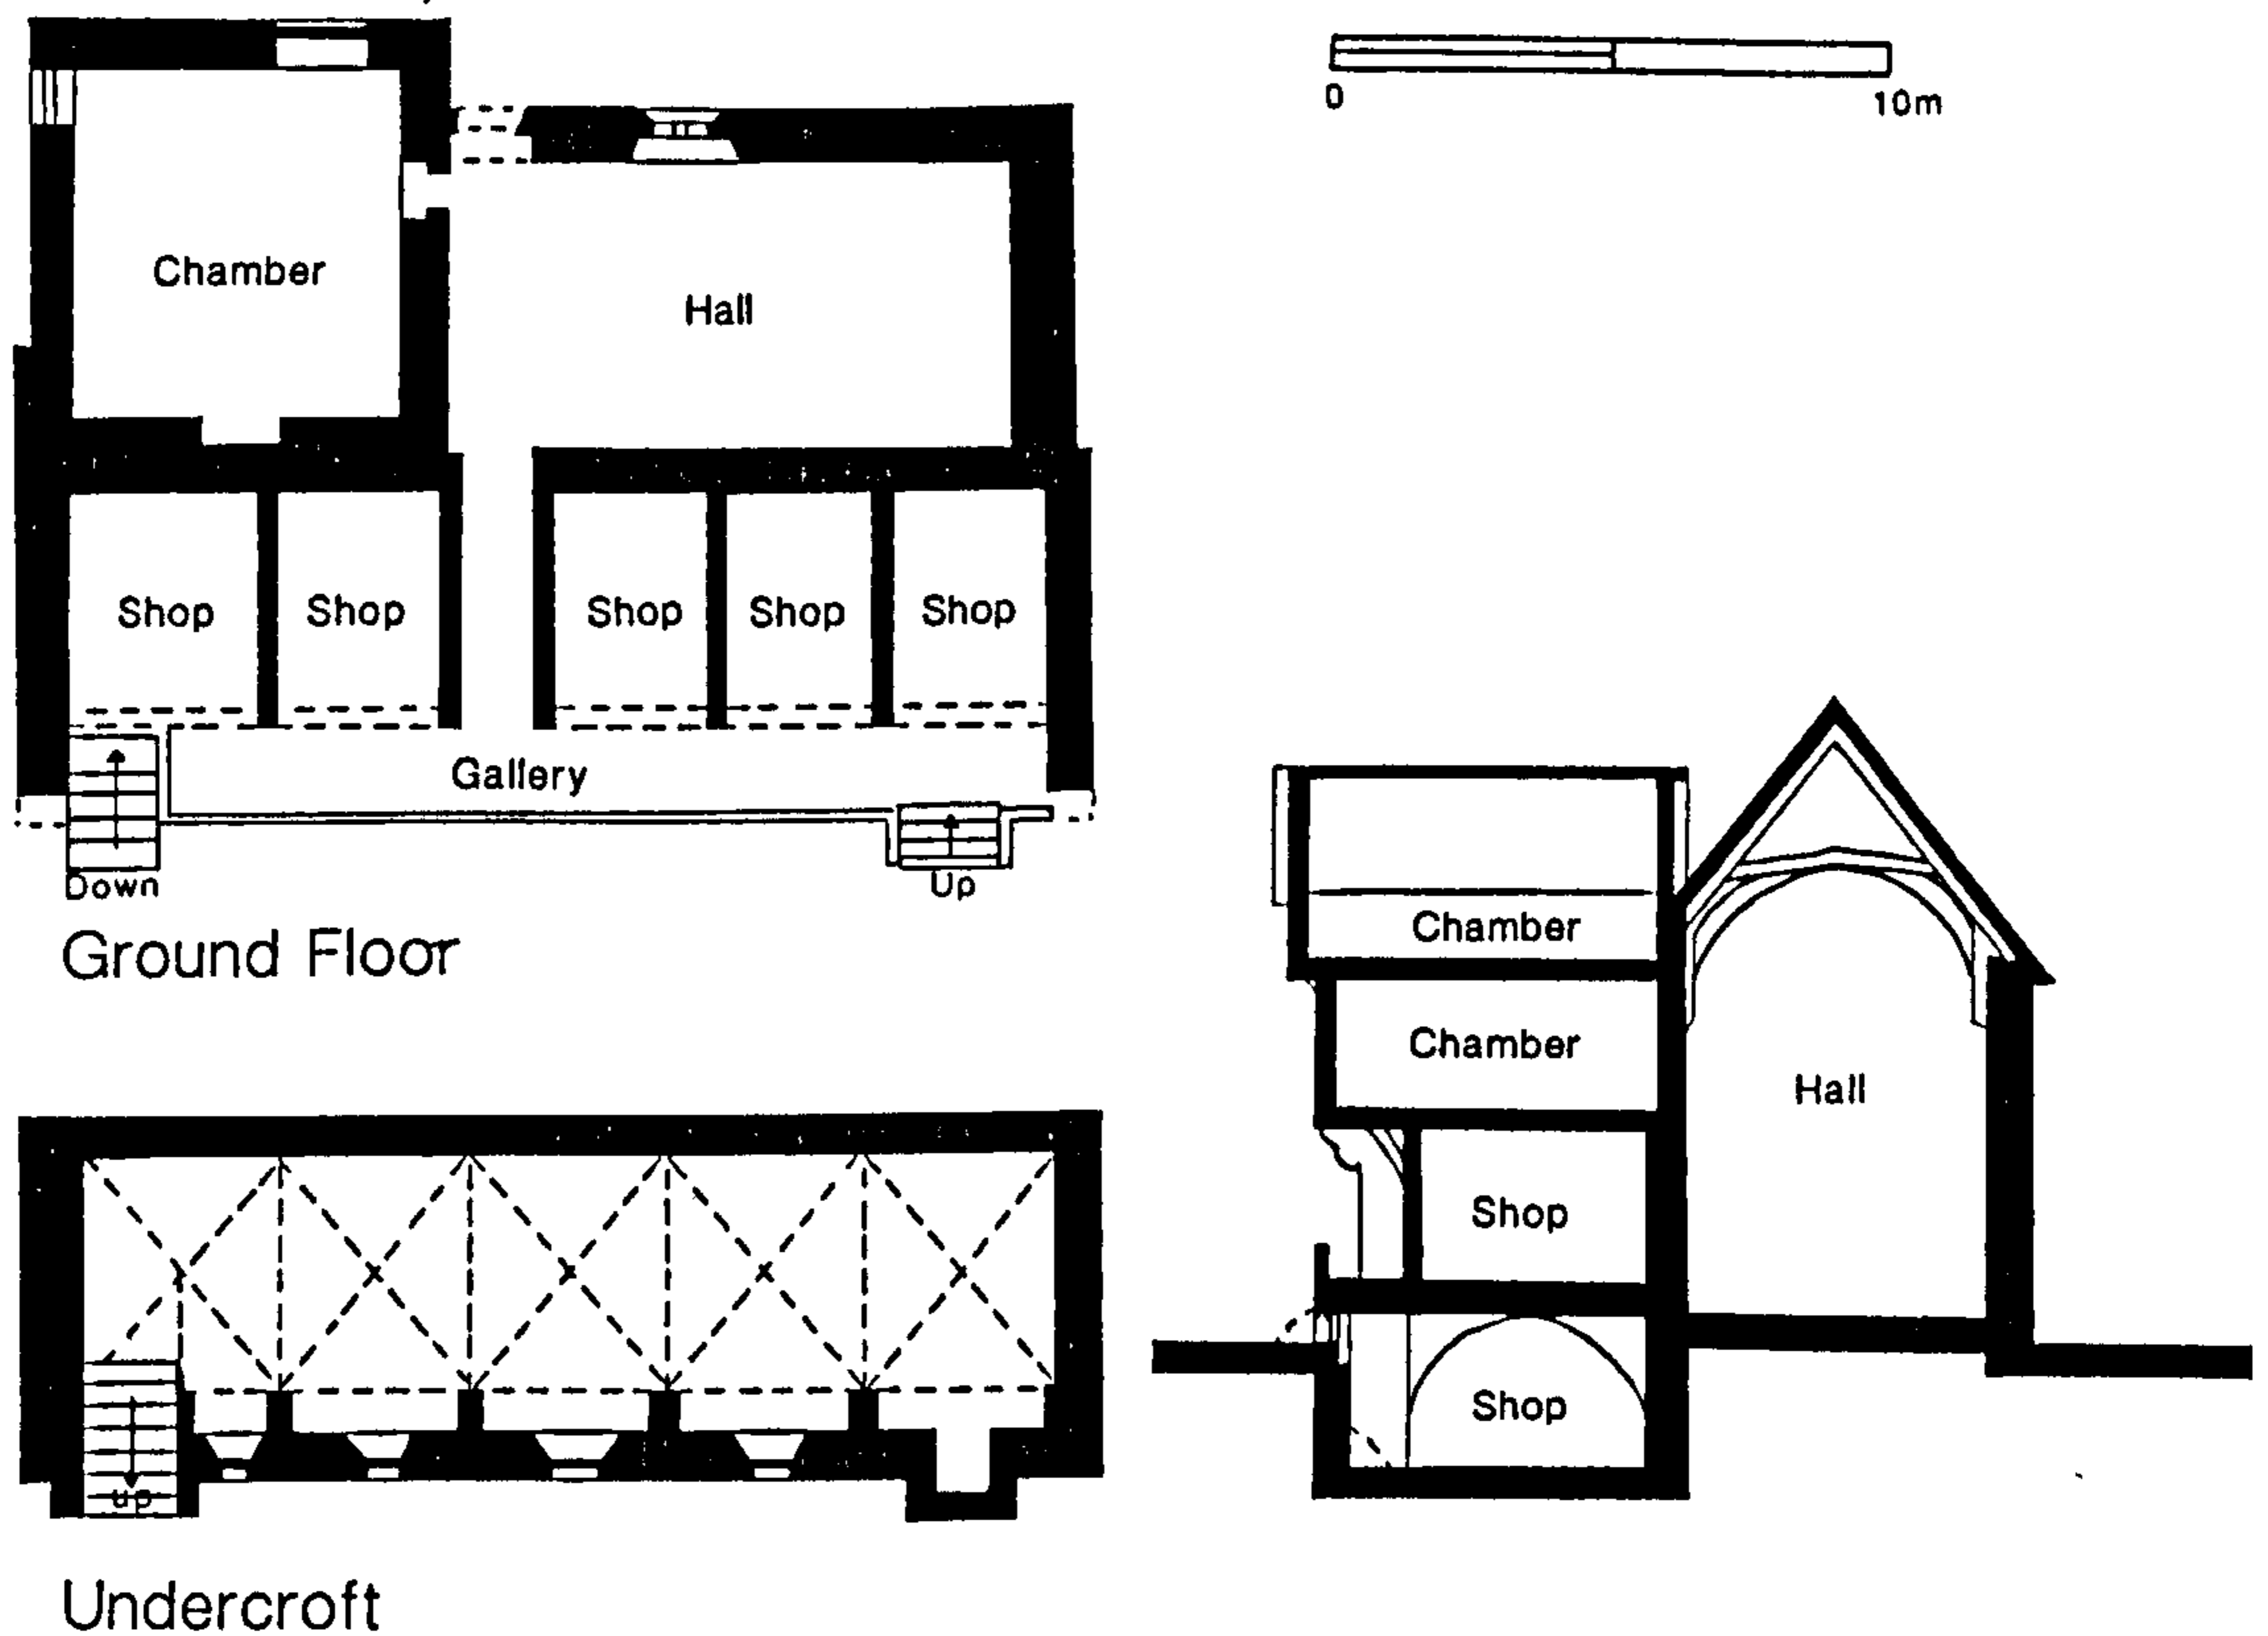 0 10m
Chamber
Hall
Shop Shop Shop Shop Shop
Gallery
Down Up
Ground Floor
Up
Undercroft
Chamber
Chamber
Hall
Shop
Shop